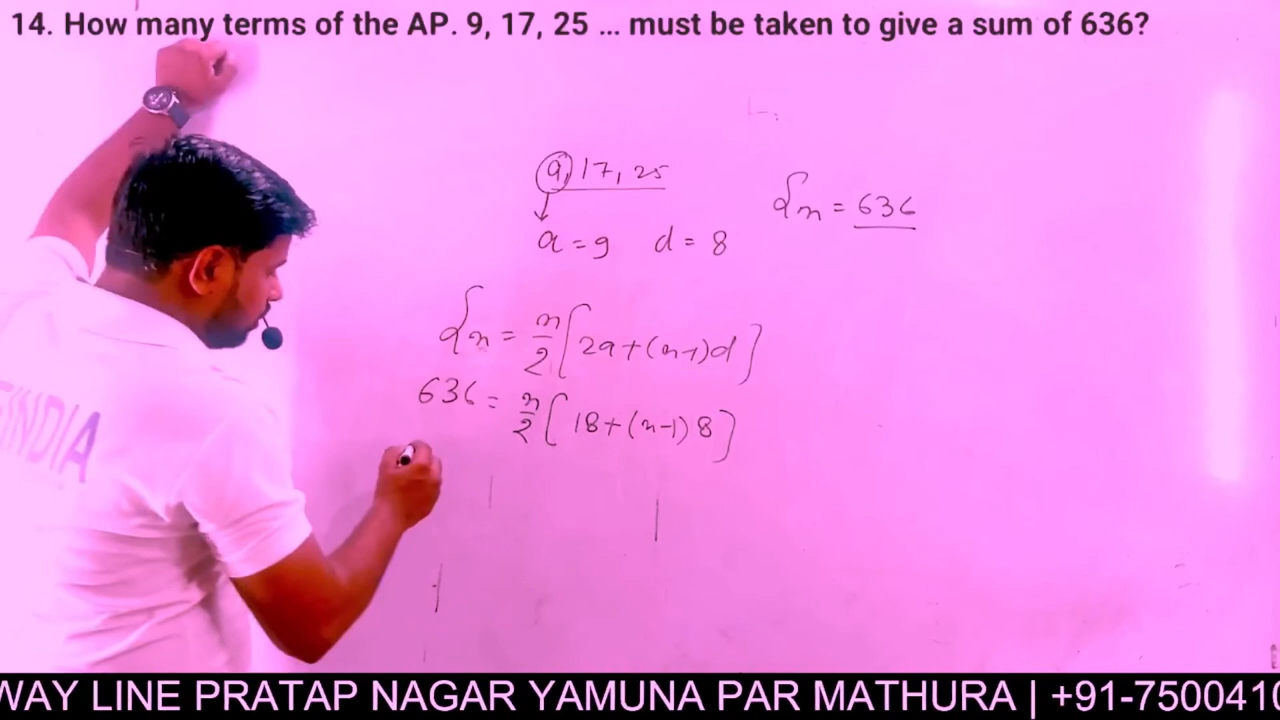 14. How many terms of the AP. 9, 17, 25 ... must be taken to give a sum of 636?
9, 17, 25
Sn = 636
a = 9 d = 8
Sn = n/2 [2a+(n-1)d]
636 = n/2 [18+(n-1)8]
INDIA
WAY LINE PRATAP NAGAR YAMUNA PAR MATHURA | +91-7500410